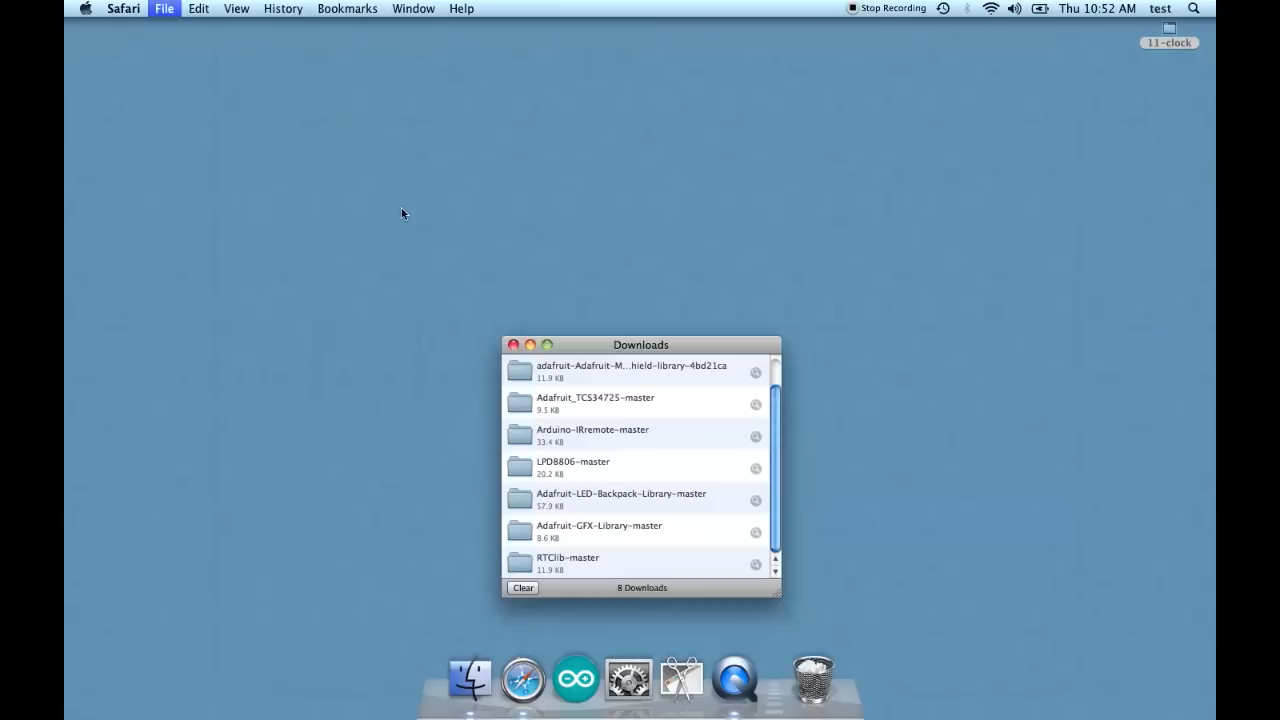 Safari File Edit View History Bookmarks Window Help Stop Recording Thu 10:52 AM test
11-clock
Downloads
adafruit-Adafruit-M...hield-library-4bd21ca
11.9 KB
Adafruit_TCS34725-master
9.5 KB
Arduino-IRremote-master
33.4 KB
LPD8806-master
20.2 KB
Adafruit-LED-Backpack-Library-master
57.9 KB
Adafruit-GFX-Library-master
8.6 KB
RTClib-master
11.9 KB
Clear 8 Downloads